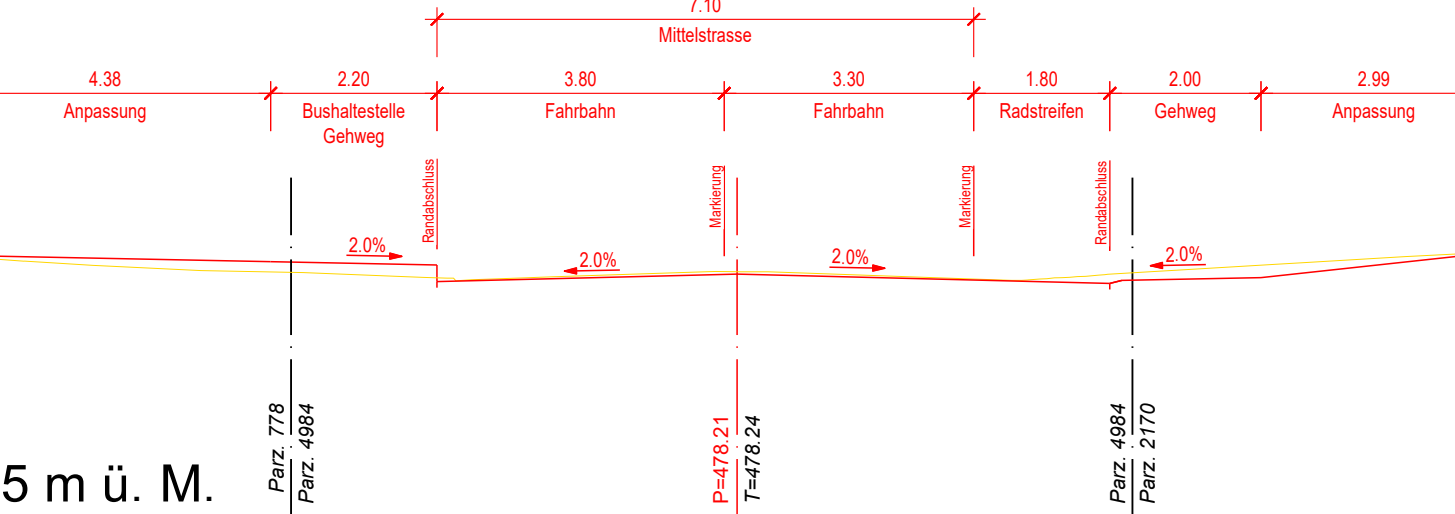 7.10
Mittelstrasse
4.38
2.20
3.80
3.30
1.80
2.00
2.99
Anpassung
Bushaltestelle
Gehweg
Fahrbahn
Fahrbahn
Radstreifen
Gehweg
Anpassung
Randabschluss
Markierung
Markierung
Randabschluss
2.0%
2.0%
2.0%
2.0%
Parz. 778
Parz. 4984
P=478.21
T=478.24
Parz. 4984
Parz. 2170
5 m ü. M.